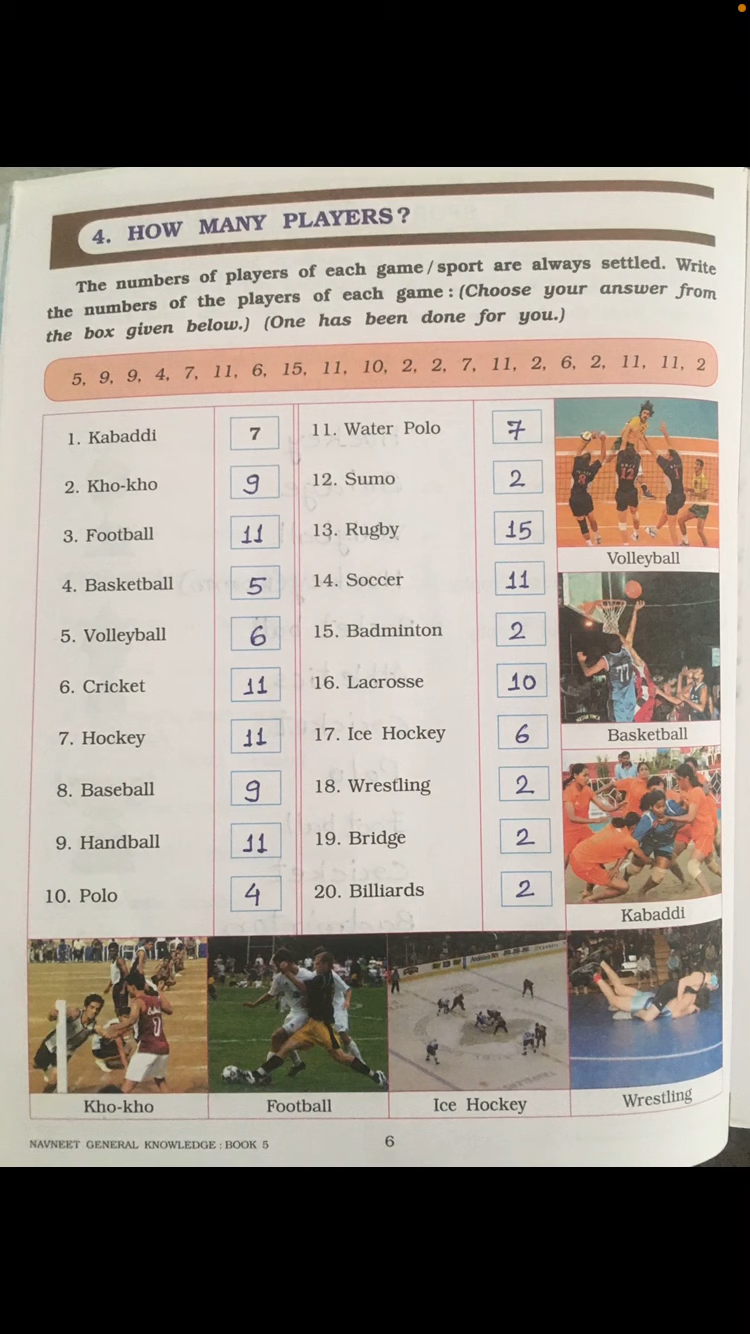 4. HOW MANY PLAYERS?
The numbers of players of each game/sport are always settled. Write
the numbers of the players of each game : (Choose your answer from
the box given below.) (One has been done for you.)
5, 9, 9, 4, 7, 11, 6, 15, 11, 10, 2, 2, 7, 11, 2, 6, 2, 11, 11, 2
1. Kabaddi 7
2. Kho-kho 9
3. Football 11
4. Basketball 5
5. Volleyball 6
6. Cricket 11
7. Hockey 11
8. Baseball 9
9. Handball 11
10. Polo 4
11. Water Polo 7
12. Sumo 2
13. Rugby 15
14. Soccer 11
15. Badminton 2
16. Lacrosse 10
17. Ice Hockey 6
18. Wrestling 2
19. Bridge 2
20. Billiards 2
Volleyball
Basketball
Kabaddi
Kho-kho
Football
Ice Hockey
Wrestling
NAVNEET GENERAL KNOWLEDGE : BOOK 5
6